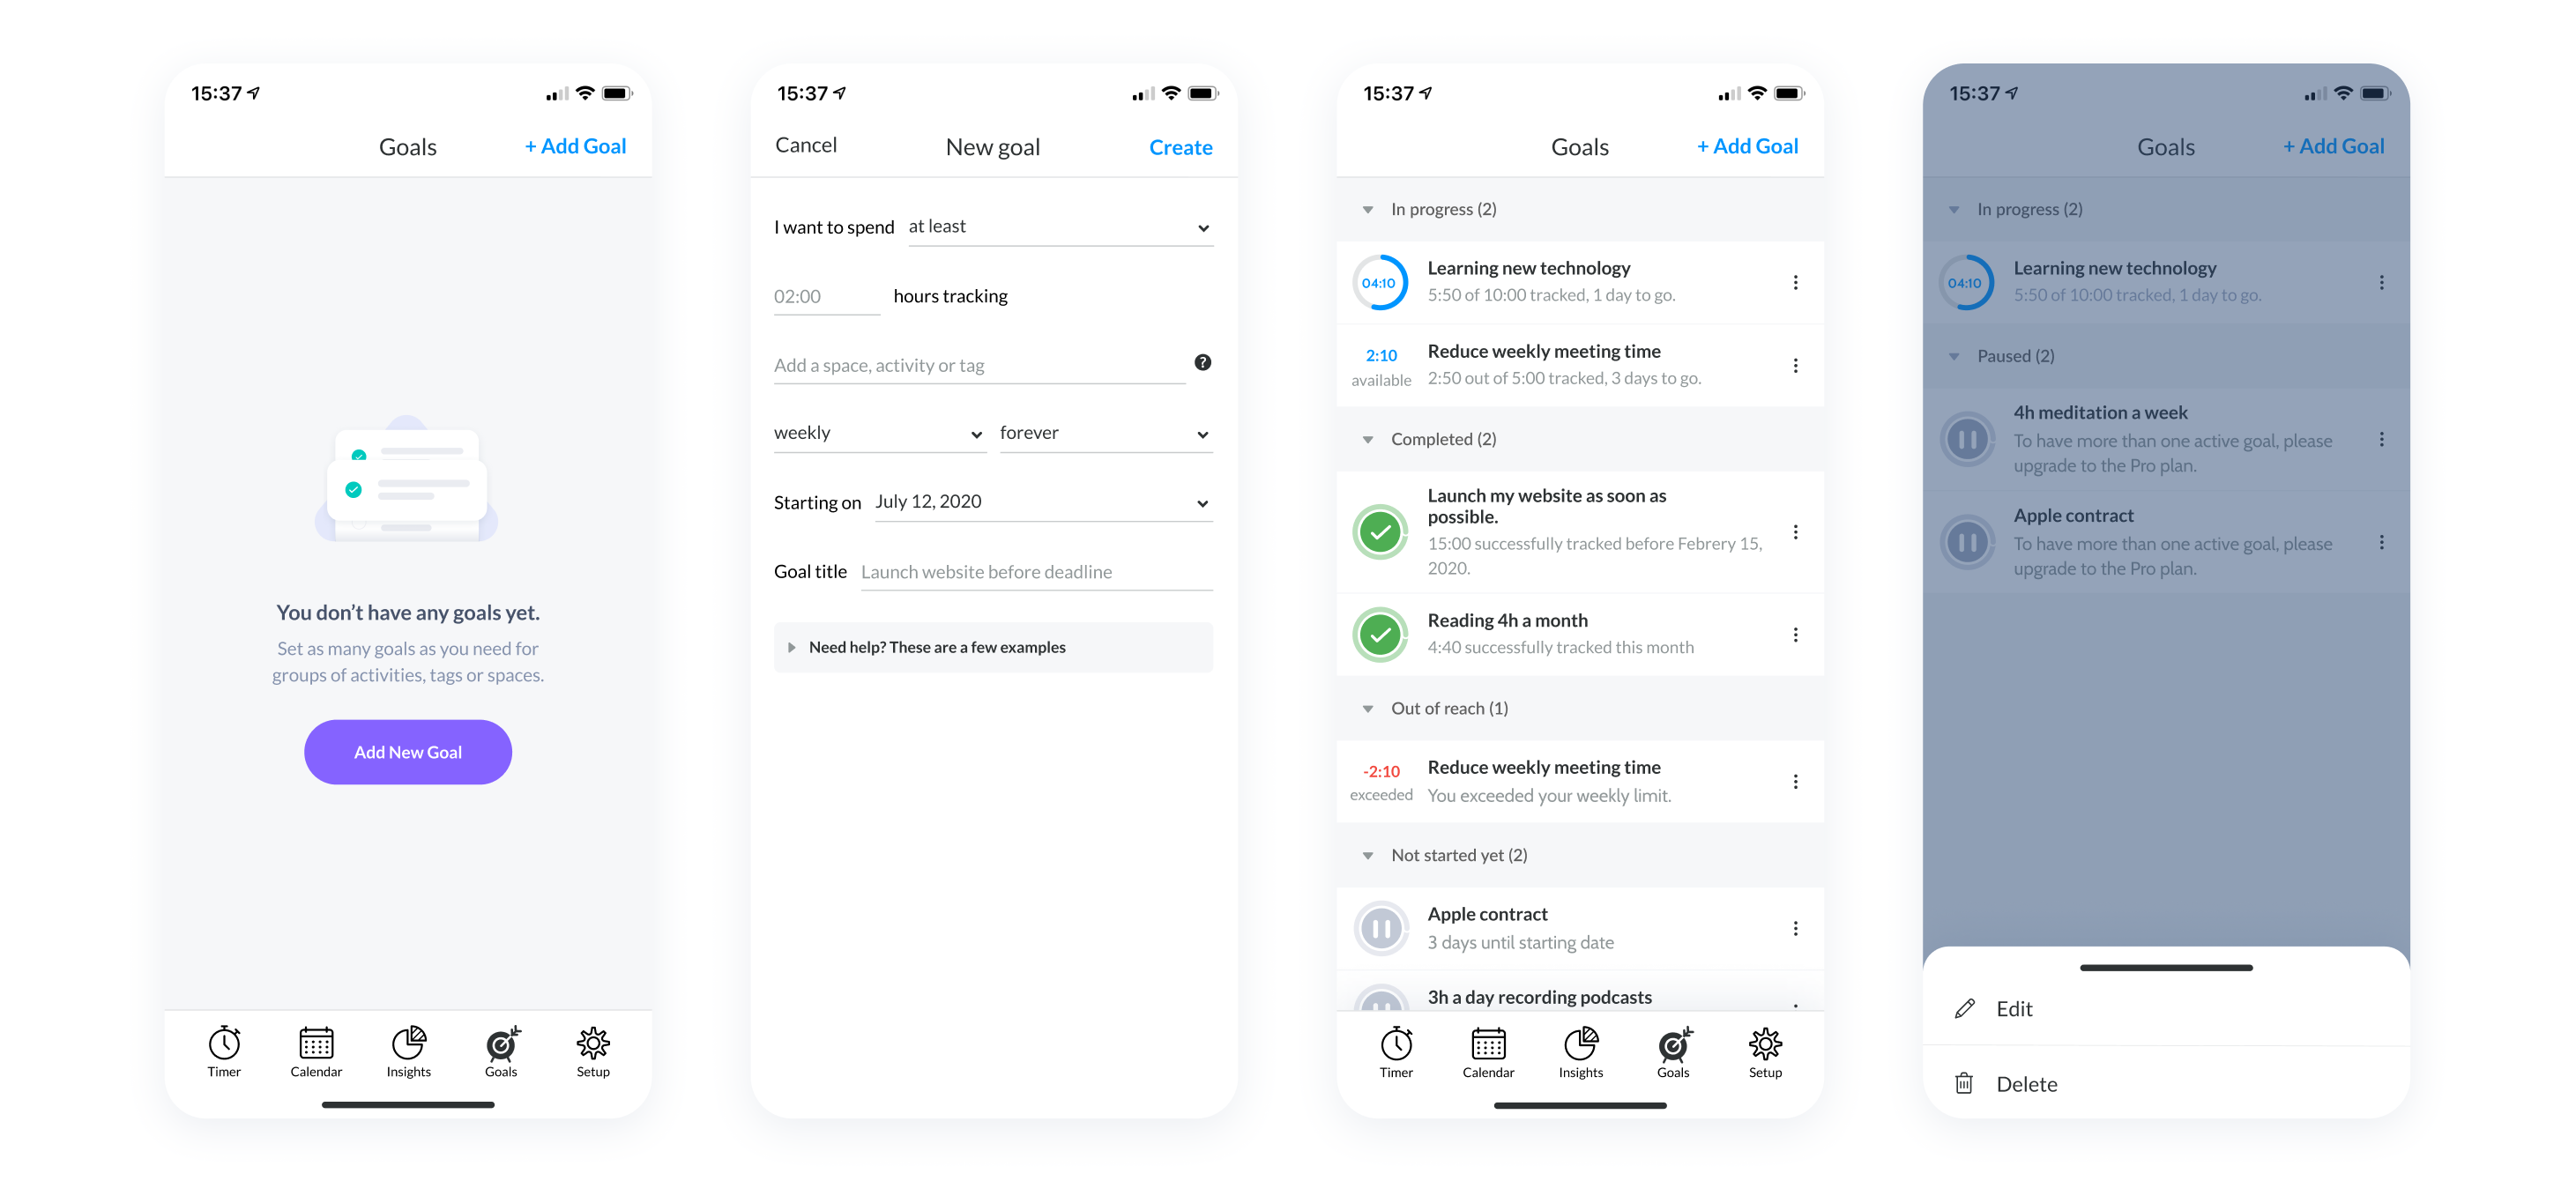 15:37
Goals
+ Add Goal
You don’t have any goals yet.
Set as many goals as you need for
groups of activities, tags or spaces.
Add New Goal
Timer
Calendar
Insights
Goals
Setup
15:37
Cancel
New goal
Create
I want to spend
at least
02:00
hours tracking
Add a space, activity or tag
?
weekly
forever
Starting on
July 12, 2020
Goal title
Launch website before deadline
Need help? These are a few examples
15:37
Goals
+ Add Goal
In progress (2)
04:10
Learning new technology
5:50 of 10:00 tracked, 1 day to go.
2:10
available
Reduce weekly meeting time
2:50 out of 5:00 tracked, 3 days to go.
Completed (2)
Launch my website as soon as
possible.
15:00 successfully tracked before Febrery 15,
2020.
Reading 4h a month
4:40 successfully tracked this month
Out of reach (1)
-2:10
exceeded
Reduce weekly meeting time
You exceeded your weekly limit.
Not started yet (2)
Apple contract
3 days until starting date
3h a day recording podcasts
Timer
Calendar
Insights
Goals
Setup
15:37
Goals
+ Add Goal
In progress (2)
04:10
Learning new technology
5:50 of 10:00 tracked, 1 day to go.
Paused (2)
4h meditation a week
To have more than one active goal, please
upgrade to the Pro plan.
Apple contract
To have more than one active goal, please
upgrade to the Pro plan.
Edit
Delete